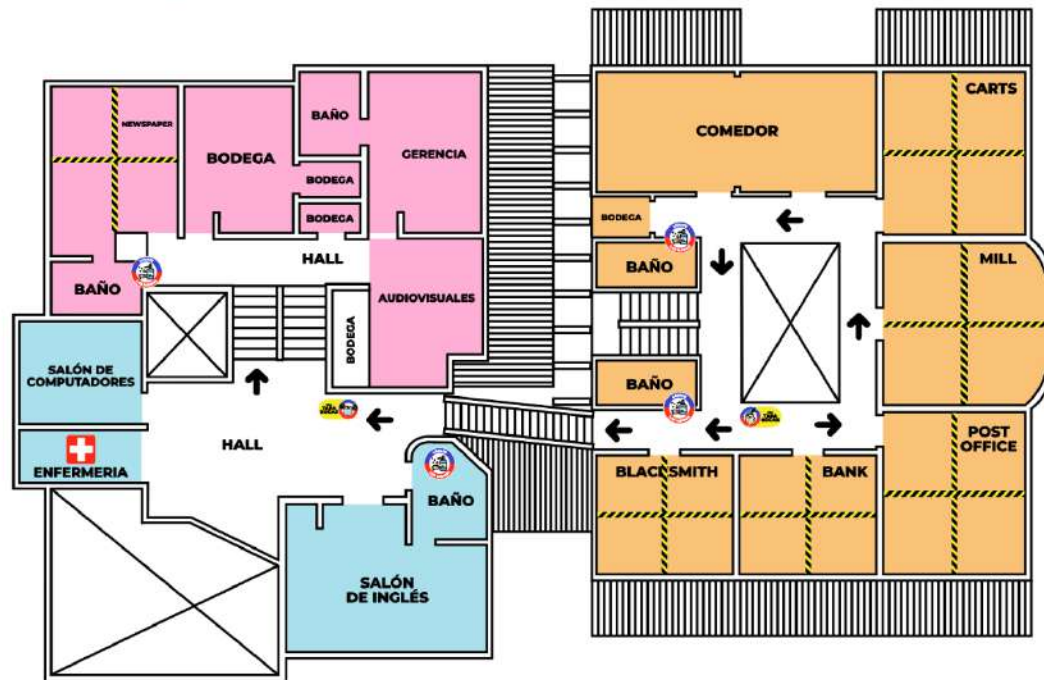 NEWSPAPER
BODEGA
BAÑO
GERENCIA
BODEGA
BODEGA
HALL
BAÑO
AUDIOVISUALES
BODEGA
SALÓN DE
COMPUTADORES
ENFERMERIA
HALL
BAÑO
SALÓN
DE INGLÉS
COMEDOR
CARTS
BODEGA
BAÑO
MILL
BAÑO
BLACKSMITH
BANK
POST
OFFICE